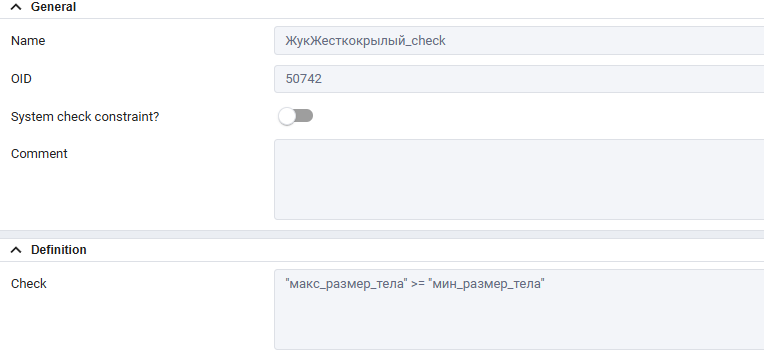 General
Name
ЖукЖесткокрылый_check
OID
50742
System check constraint?
Comment
Definition
Check
"макс_размер_тела" >= "мин_размер_тела"